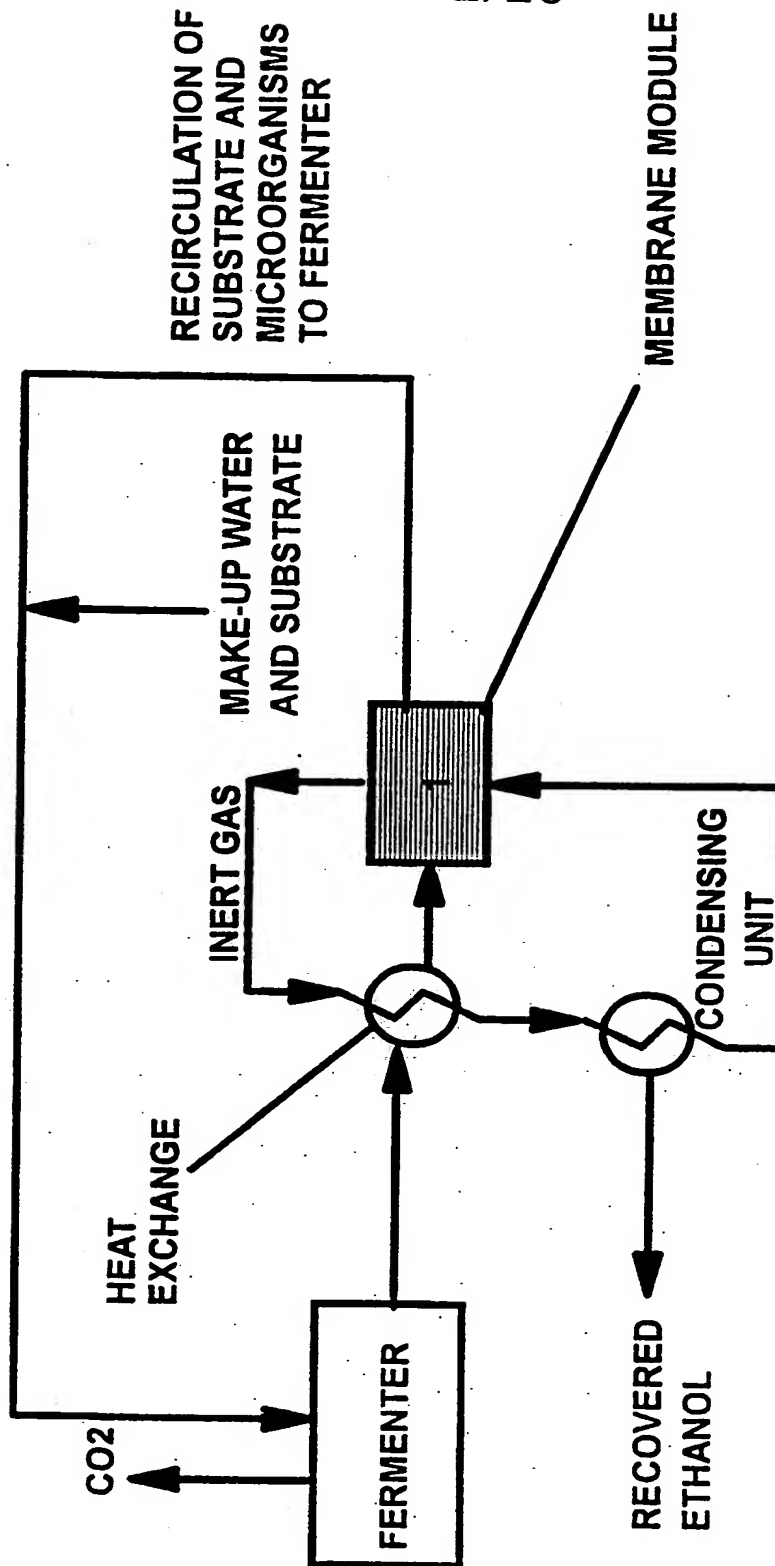 RECIRCULATION OF
SUBSTRATE AND
MICROORGANISMS
TO FERMENTER
MAKE-UP WATER
AND SUBSTRATE
INERT GAS
HEAT
EXCHANGE
CO2
FERMENTER
MEMBRANE MODULE
CONDENSING
UNIT
RECOVERED
ETHANOL